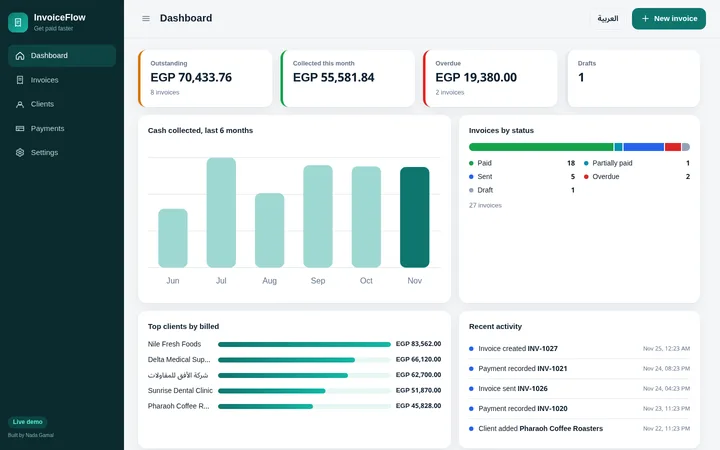 InvoiceFlow
Get paid faster
Dashboard
Invoices
Clients
Payments
Settings
Live demo
Built by Nada Gamal
Dashboard
العربية
+ New invoice
Outstanding
EGP 70,433.76
8 invoices
Collected this month
EGP 55,581.84
Overdue
EGP 19,380.00
2 invoices
Drafts
1
Cash collected, last 6 months
Jun Jul Aug Sep Oct Nov
Invoices by status
Paid 18 Partially paid 1
Sent 5 Overdue 2
Draft 1
27 invoices
Top clients by billed
Nile Fresh Foods EGP 83,562.00
Delta Medical Sup... EGP 66,120.00
شركة الأفق للمقاولات EGP 62,700.00
Sunrise Dental Clinic EGP 51,870.00
Pharaoh Coffee R... EGP 45,828.00
Recent activity
Invoice created INV-1027 Nov 25, 12:23 AM
Payment recorded INV-1021 Nov 24, 08:23 PM
Invoice sent INV-1026 Nov 24, 04:23 PM
Payment recorded INV-1020 Nov 23, 11:23 PM
Client added Pharaoh Coffee Roasters Nov 22, 11:23 PM